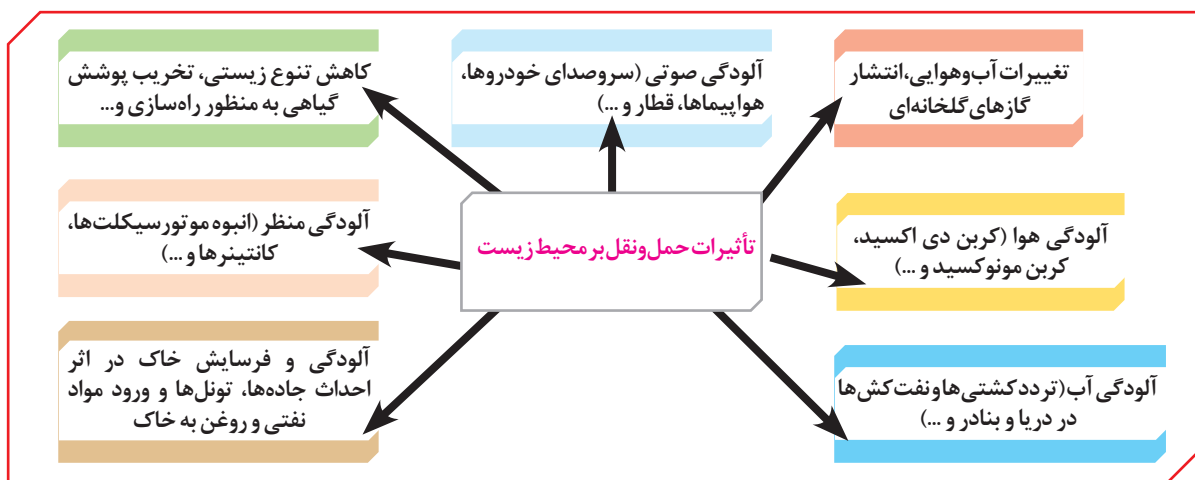 تغییرات آب‌وهوایی،انتشار
گازهای گلخانه‌ای
آلودگی صوتی (سروصدای خودروها،
هواپیماها، قطار و ...)
کاهش تنوع زیستی، تخریب پوشش
گیاهی به منظور راه‌سازی و...
تأثیرات حمل‌ونقل بر محیط زیست
آلودگی هوا (کربن دی اکسید،
کربن مونوکسید و ...)
آلودگی منظر (انبوه موتورسیکلت‌ها،
کانتینرها و ...)
آلودگی آب (تردد کشتی‌ها و نفت‌کش‌ها
در دریا و بنادر و ...)
آلودگی و فرسایش خاک در اثر
احداث جاده‌ها، تونل‌ها و ورود مواد
نفتی و روغن به خاک